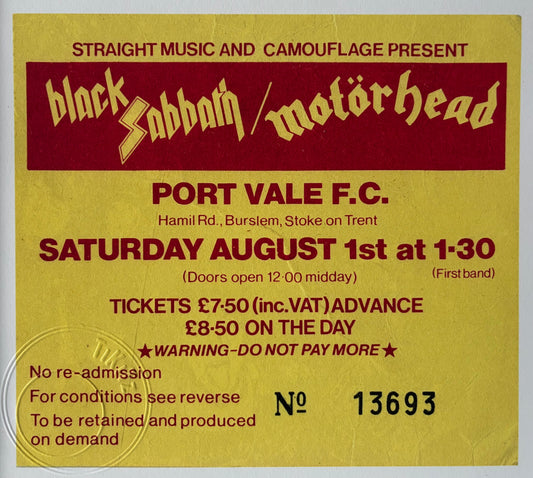 STRAIGHT MUSIC AND CAMOUFLAGE PRESENT
black Sabbath / motörhead
PORT VALE F.C.
Hamil Rd., Burslem, Stoke on Trent
SATURDAY AUGUST 1st at 1·30
(Doors open 12·00 midday)
(First band)
TICKETS £7·50 (inc. VAT) ADVANCE
£8·50 ON THE DAY
★WARNING–DO NOT PAY MORE★
No re-admission
For conditions see reverse
To be retained and produced
on demand
Nº 13693